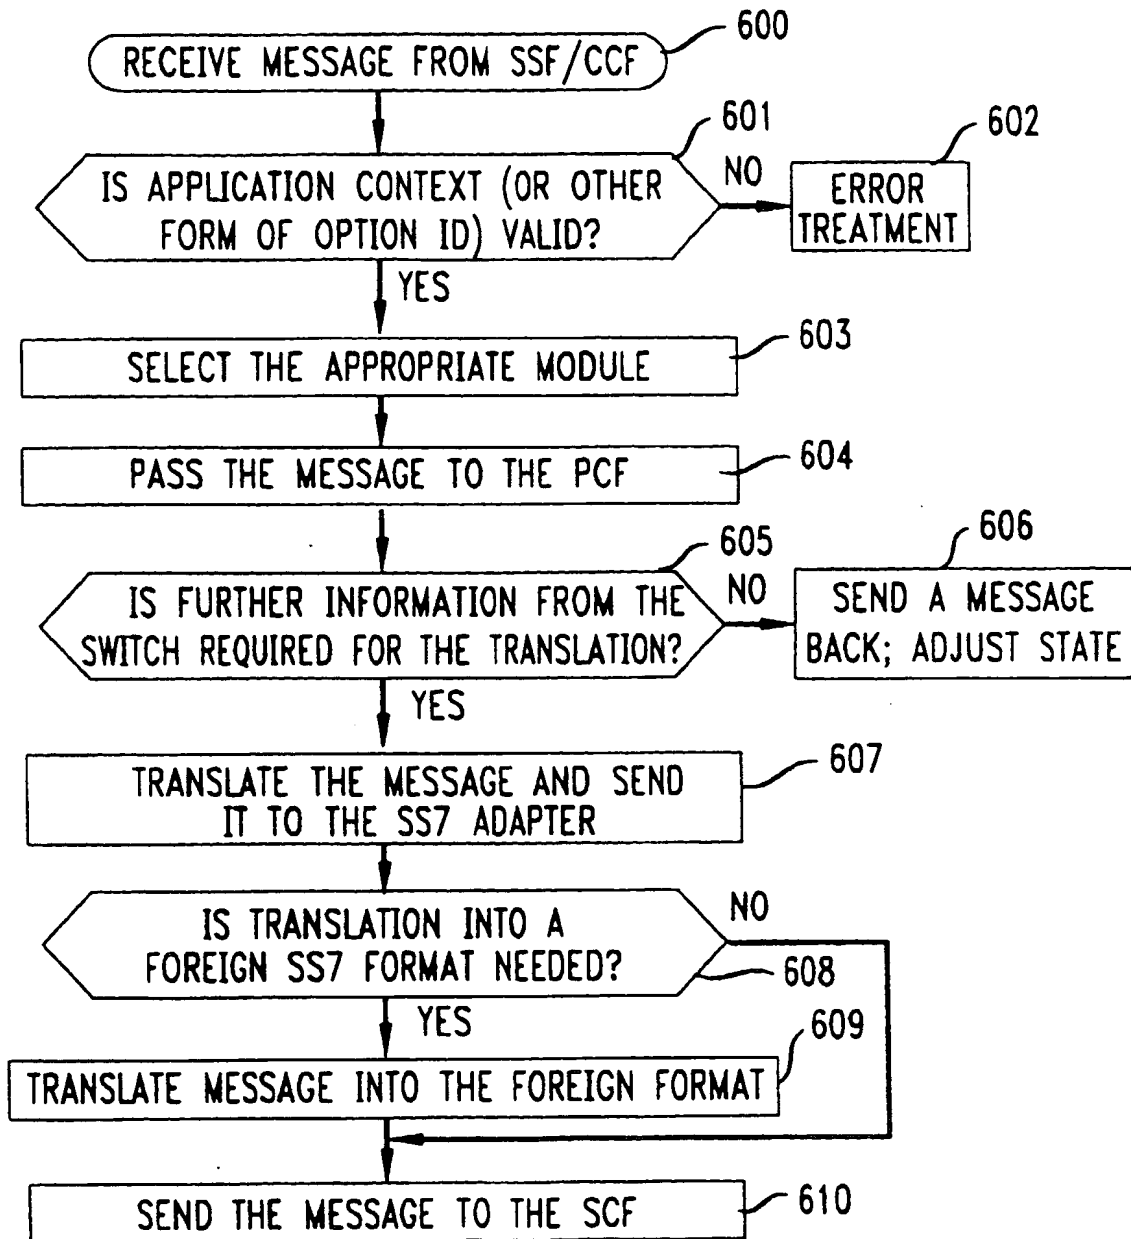 600
RECEIVE MESSAGE FROM SSF/CCF
601
IS APPLICATION CONTEXT (OR OTHER
FORM OF OPTION ID) VALID?
NO
602
ERROR
TREATMENT
YES
603
SELECT THE APPROPRIATE MODULE
604
PASS THE MESSAGE TO THE PCF
605
IS FURTHER INFORMATION FROM THE
SWITCH REQUIRED FOR THE TRANSLATION?
NO
606
SEND A MESSAGE
BACK; ADJUST STATE
YES
607
TRANSLATE THE MESSAGE AND SEND
IT TO THE SS7 ADAPTER
IS TRANSLATION INTO A
FOREIGN SS7 FORMAT NEEDED?
NO
608
YES
609
TRANSLATE MESSAGE INTO THE FOREIGN FORMAT
SEND THE MESSAGE TO THE SCF
610